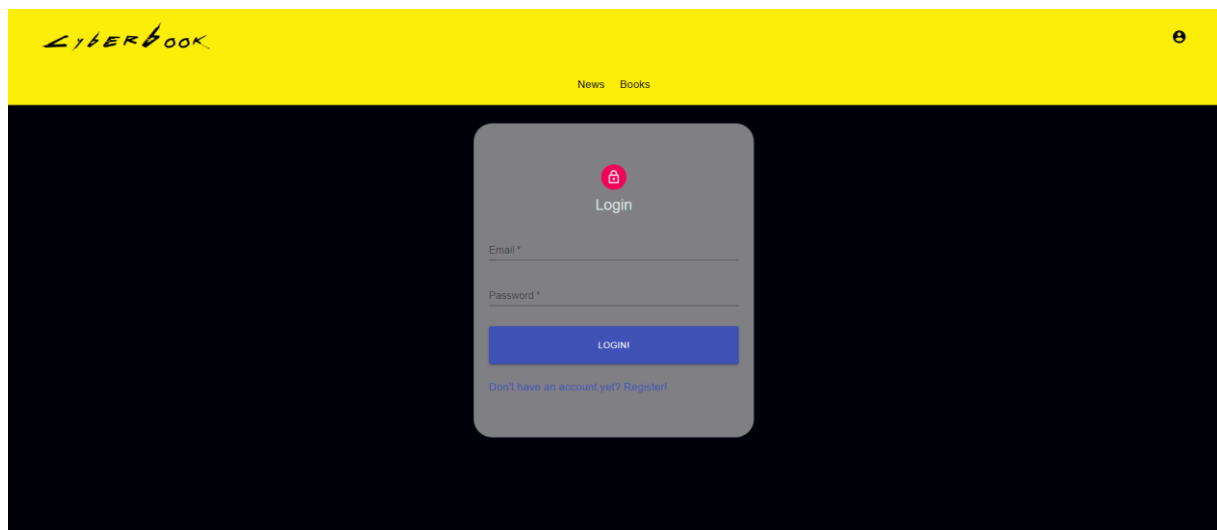 CYBERBOOK
News Books
Login
Email *
Password *
LOGIN!
Don't have an account yet? Register!